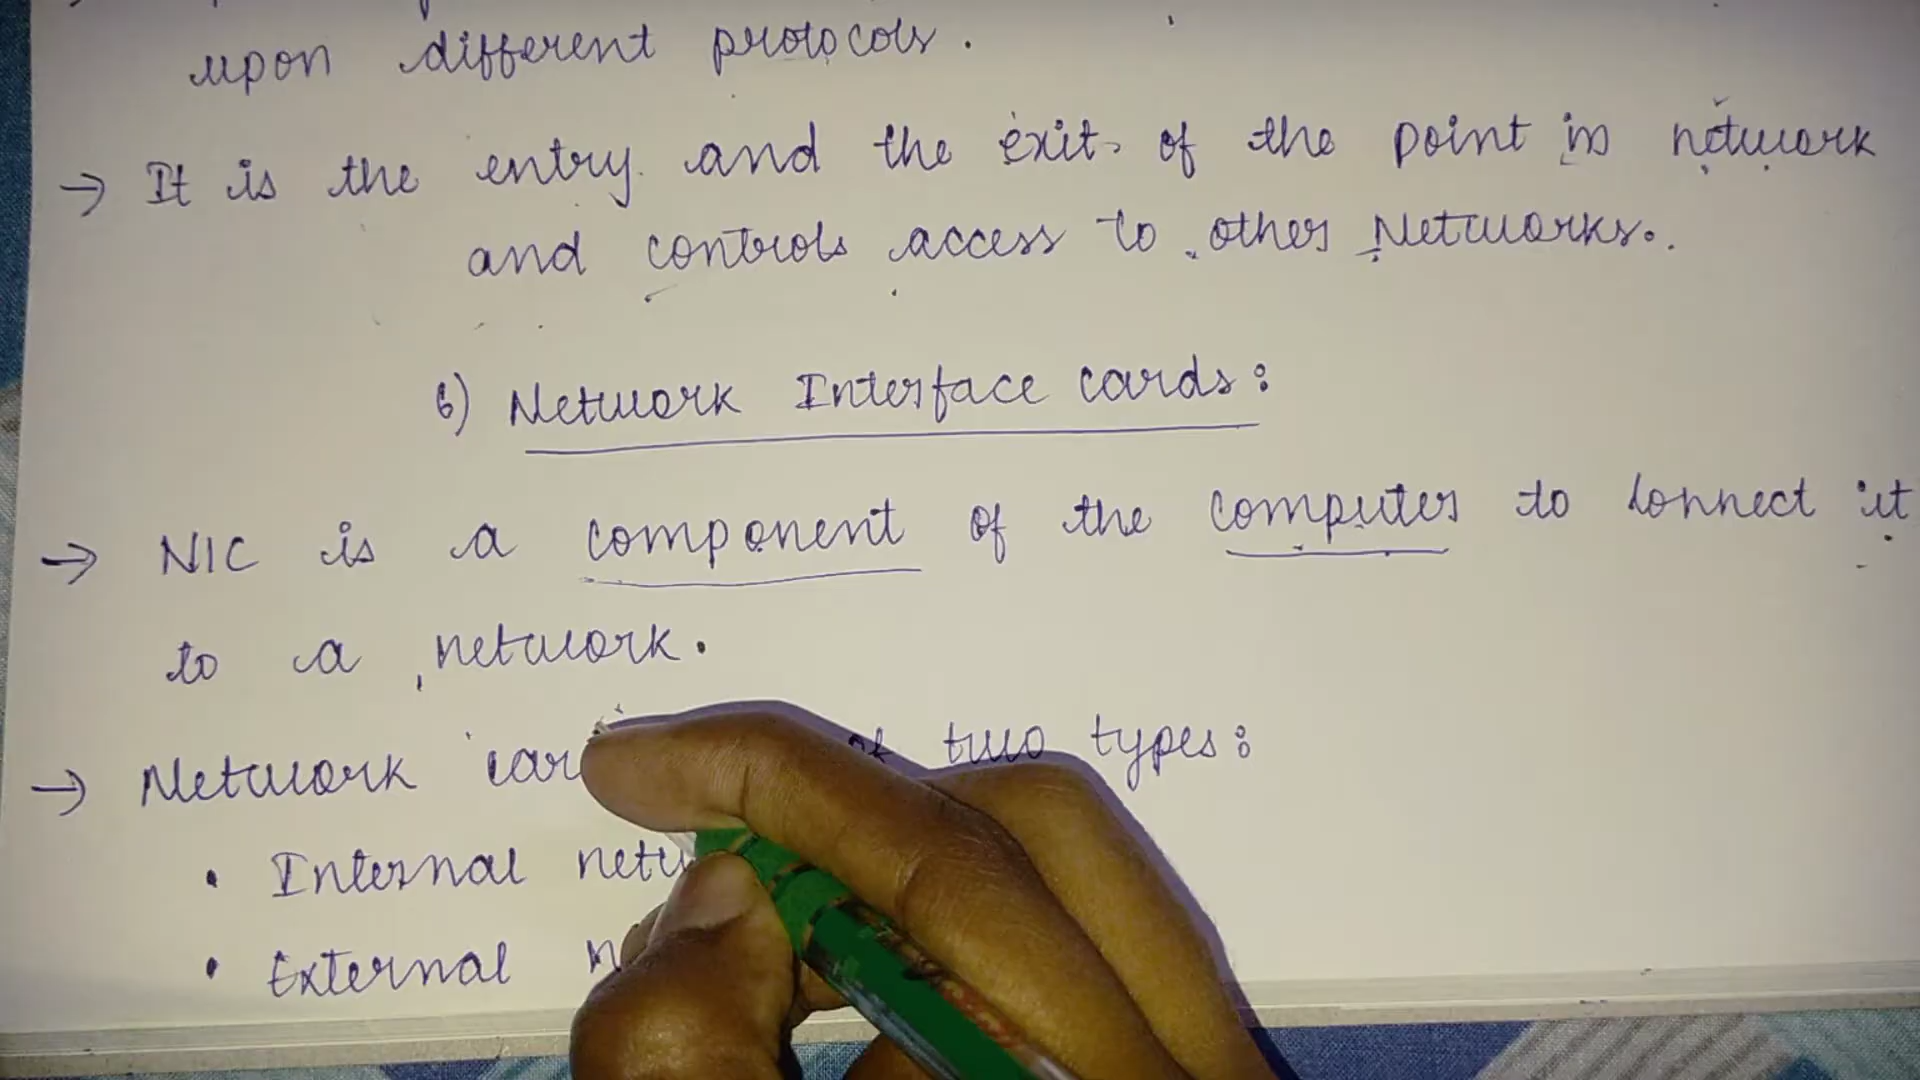 upon different protocols.
→ It is the entry and the exit of the point in network
and controls access to other Networks.
6) Network Interface cards:
→ NIC is a component of the computer to connect it
to a network.
→ Network two types:
• Internal
• External